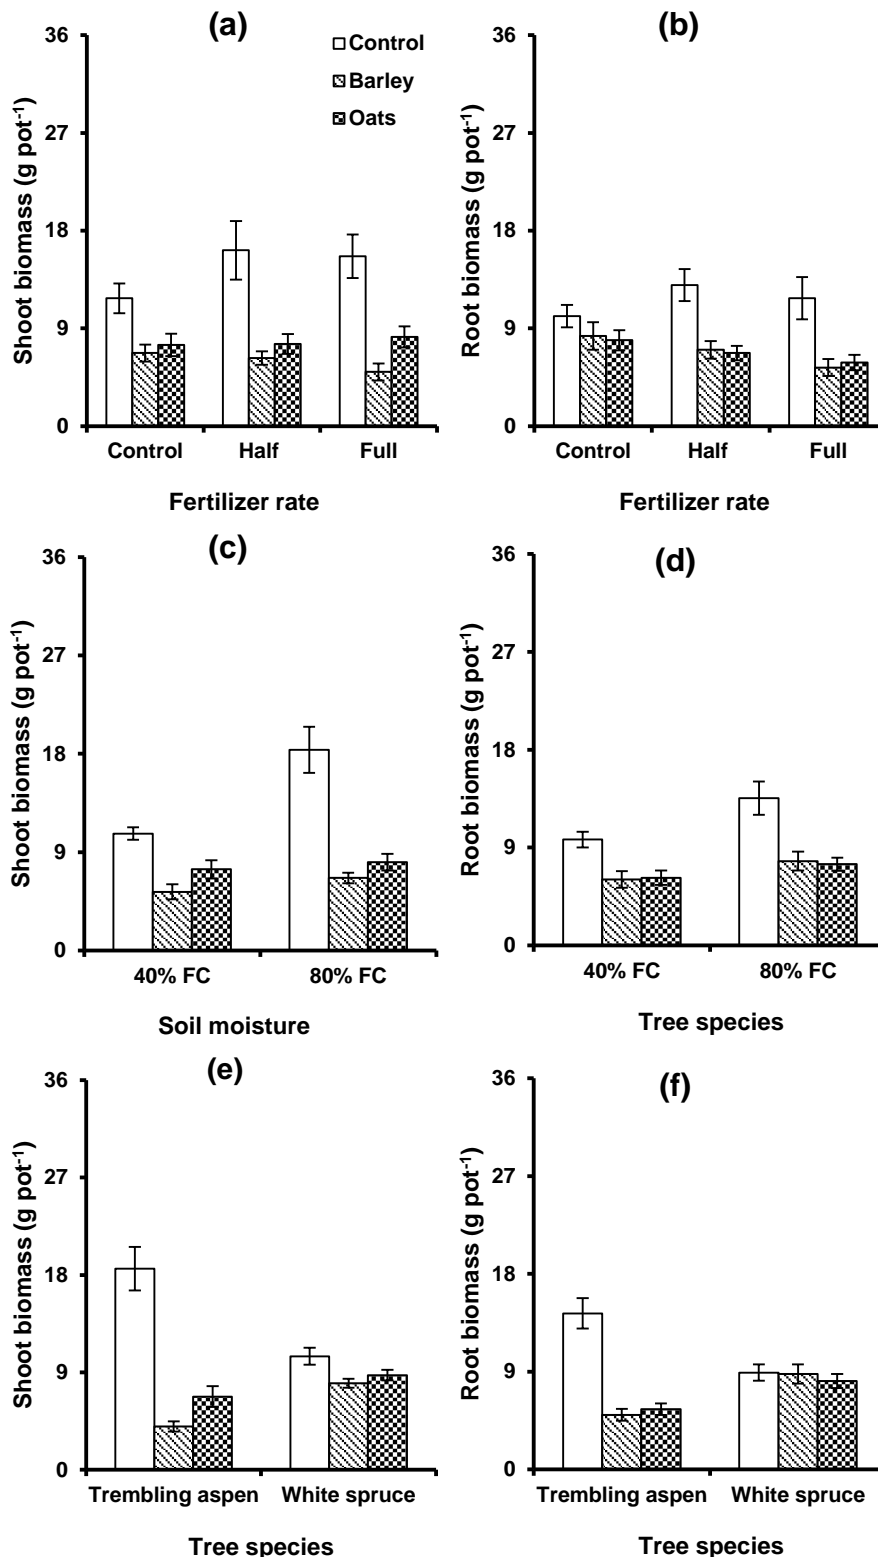 (a)
Control
Barley
Oats
Shoot biomass (g pot⁻¹)
36
27
18
9
0
Control Half Full
Fertilizer rate
(b)
Root biomass (g pot⁻¹)
36
27
18
9
0
Control Half Full
Fertilizer rate
(c)
Shoot biomass (g pot⁻¹)
36
27
18
9
0
40% FC 80% FC
Soil moisture
(d)
Root biomass (g pot⁻¹)
36
27
18
9
0
40% FC 80% FC
Tree species
(e)
Shoot biomass (g pot⁻¹)
36
27
18
9
0
Trembling aspen White spruce
Tree species
(f)
Root biomass (g pot⁻¹)
36
27
18
9
0
Trembling aspen White spruce
Tree species